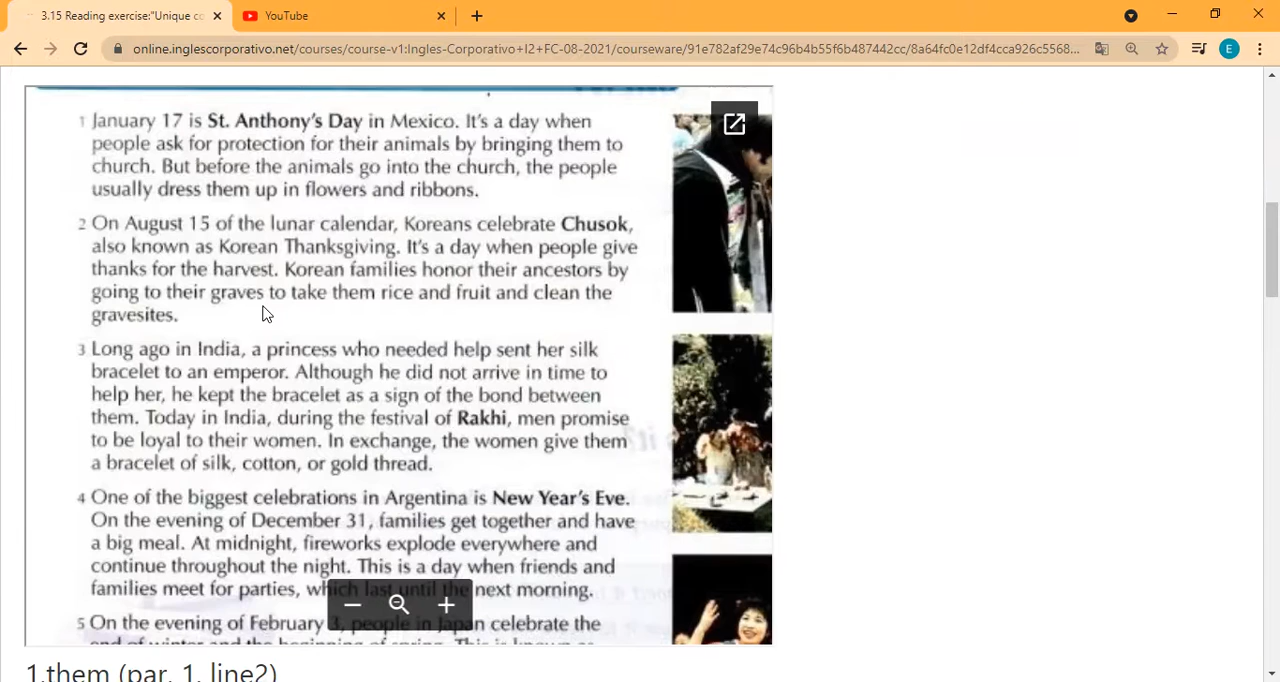 3.15 Reading exercise:"Unique co
YouTube
online.inglescorporativo.net/courses/course-v1:Ingles-Corporativo+I2+FC-08-2021/courseware/91e782af29e74c96b4b55f6b487442cc/8a64fc0e12df4cca926c5568...
E
1 January 17 is St. Anthony's Day in Mexico. It's a day when
people ask for protection for their animals by bringing them to
church. But before the animals go into the church, the people
usually dress them up in flowers and ribbons.
2 On August 15 of the lunar calendar, Koreans celebrate Chusok,
also known as Korean Thanksgiving. It's a day when people give
thanks for the harvest. Korean families honor their ancestors by
going to their graves to take them rice and fruit and clean the
gravesites.
3 Long ago in India, a princess who needed help sent her silk
bracelet to an emperor. Although he did not arrive in time to
help her, he kept the bracelet as a sign of the bond between
them. Today in India, during the festival of Rakhi, men promise
to be loyal to their women. In exchange, the women give them
a bracelet of silk, cotton, or gold thread.
4 One of the biggest celebrations in Argentina is New Year's Eve.
On the evening of December 31, families get together and have
a big meal. At midnight, fireworks explode everywhere and
continue throughout the night. This is a day when friends and
families meet for parties, which last until the next morning.
5 On the evening of February 3, people in Japan celebrate the
end of winter and the beginning of spring. This is known as
1.them (par. 1, line2)